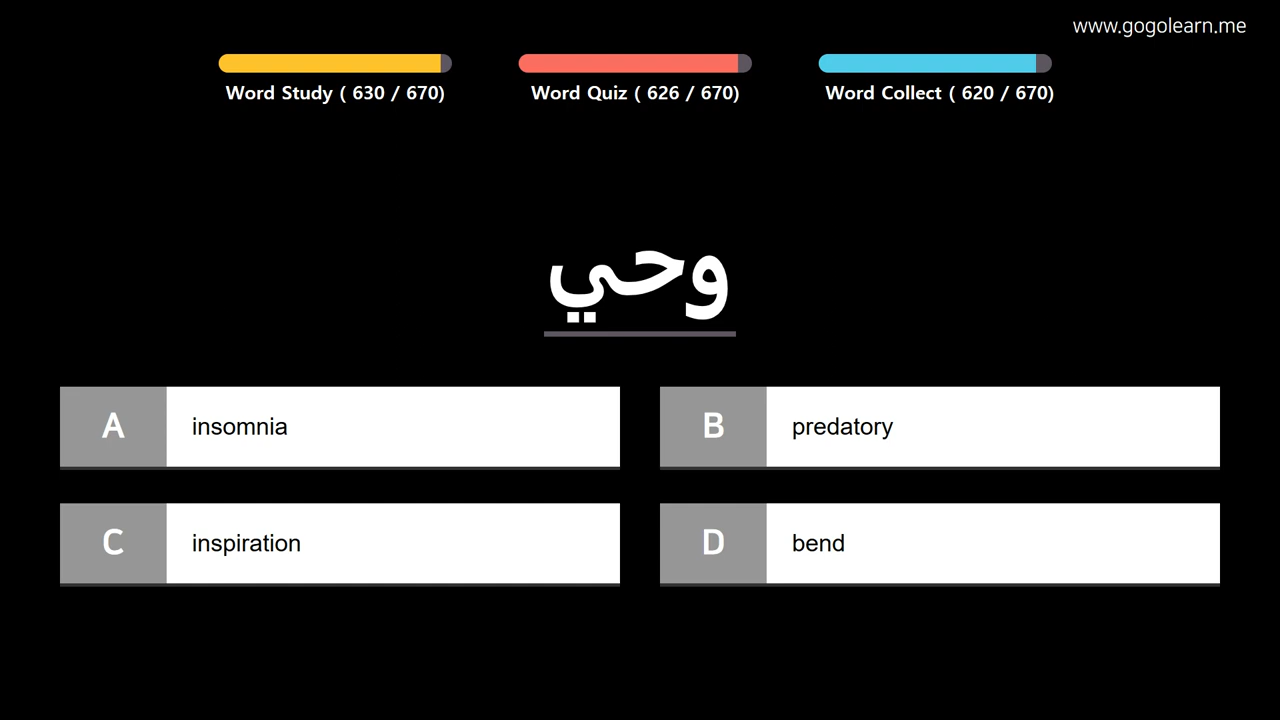 www.gogolearn.me
Word Study ( 630 / 670)
Word Quiz ( 626 / 670)
Word Collect ( 620 / 670)
وحي
A insomnia
B predatory
C inspiration
D bend